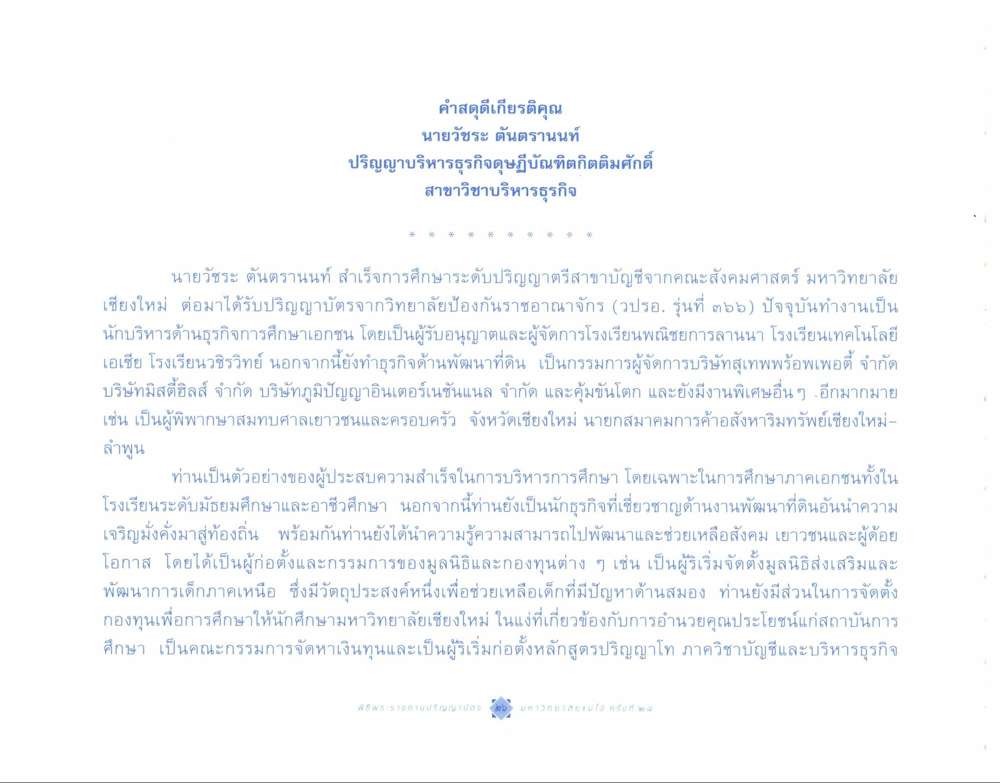 คำสดุดีเกียรติคุณ
นายวัชระ ตันตรานนท์
ปริญญาบริหารธุรกิจดุษฎีบัณฑิตกิตติมศักดิ์
สาขาวิชาบริหารธุรกิจ
* * * * * * * * * *
นายวัชระ ตันตรานนท์ สำเร็จการศึกษาระดับปริญญาตรีสาขาบัญชีจากคณะสังคมศาสตร์ มหาวิทยาลัย
เชียงใหม่ ต่อมาได้รับปริญญาบัตรจากวิทยาลัยป้องกันราชอาณาจักร (วปรอ. รุ่นที่ ๓๖๖) ปัจจุบันทำงานเป็น
นักบริหารด้านธุรกิจการศึกษาเอกชน โดยเป็นผู้รับอนุญาตและผู้จัดการโรงเรียนพณิชยการลานนา โรงเรียนเทคโนโลยี
เอเชีย โรงเรียนวชิรวิทย์ นอกจากนี้ยังทำธุรกิจด้านพัฒนาที่ดิน เป็นกรรมการผู้จัดการบริษัทสุเทพพร้อพเพอตี้ จำกัด
บริษัทมิสตี้ฮิลส์ จำกัด บริษัทภูมิปัญญาอินเตอร์เนชันแนล จำกัด และคุ้มขันโตก และยังมีงานพิเศษอื่นๆ อีกมากมาย
เช่น เป็นผู้พิพากษาสมทบศาลเยาวชนและครอบครัว จังหวัดเชียงใหม่ นายกสมาคมการค้าอสังหาริมทรัพย์เชียงใหม่-
ลำพูน
ท่านเป็นตัวอย่างของผู้ประสบความสำเร็จในการบริหารการศึกษา โดยเฉพาะในการศึกษาภาคเอกชนทั้งใน
โรงเรียนระดับมัธยมศึกษาและอาชีวศึกษา นอกจากนี้ท่านยังเป็นนักธุรกิจที่เชี่ยวชาญด้านงานพัฒนาที่ดินอันนำความ
เจริญมั่งคั่งมาสู่ท้องถิ่น พร้อมกันท่านยังได้นำความรู้ความสามารถไปพัฒนาและช่วยเหลือสังคม เยาวชนและผู้ด้อย
โอกาส โดยได้เป็นผู้ก่อตั้งและกรรมการของมูลนิธิและกองทุนต่าง ๆ เช่น เป็นผู้ริเริ่มจัดตั้งมูลนิธิส่งเสริมและ
พัฒนาการเด็กภาคเหนือ ซึ่งมีวัตถุประสงค์หนึ่งเพื่อช่วยเหลือเด็กที่มีปัญหาด้านสมอง ท่านยังมีส่วนในการจัดตั้ง
กองทุนเพื่อการศึกษาให้นักศึกษามหาวิทยาลัยเชียงใหม่ ในแง่ที่เกี่ยวข้องกับการอำนวยคุณประโยชน์แก่สถาบันการ
ศึกษา เป็นคณะกรรมการจัดหาเงินทุนและเป็นผู้ริเริ่มก่อตั้งหลักสูตรปริญญาโท ภาควิชาบัญชีและบริหารธุรกิจ
พิธีพระราชทานปริญญาบัตร ๒๖ มหาวิทยาลัยแม่โจ้ ครั้งที่ ๒๘